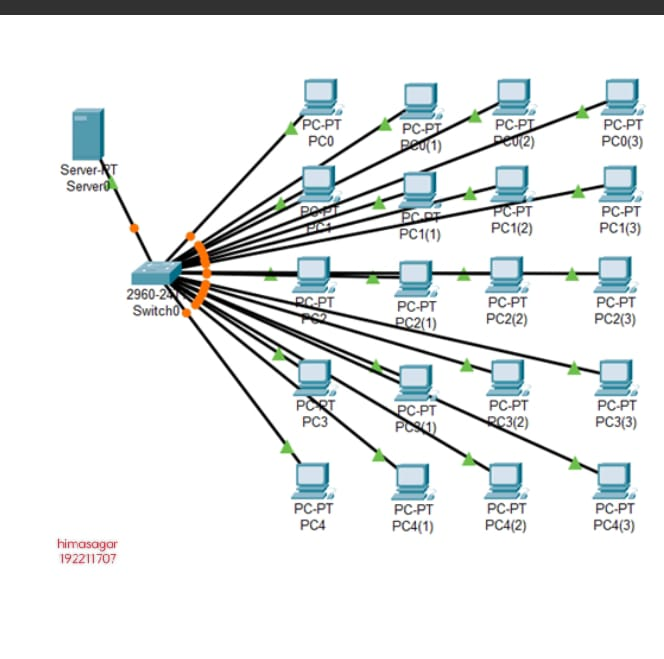 PC-PT
PC0
PC-PT
PC0(1)
PC-PT
PC0(2)
PC-PT
PC0(3)
Server-PT
Server0
PC-PT
PC1
PC-PT
PC1(1)
PC-PT
PC1(2)
PC-PT
PC1(3)
2960-24
Switch0
PC-PT
PC2
PC-PT
PC2(1)
PC-PT
PC2(2)
PC-PT
PC2(3)
PC-PT
PC3
PC-PT
PC3(1)
PC-PT
PC3(2)
PC-PT
PC3(3)
PC-PT
PC4
PC-PT
PC4(1)
PC-PT
PC4(2)
PC-PT
PC4(3)
himasagar
192211707